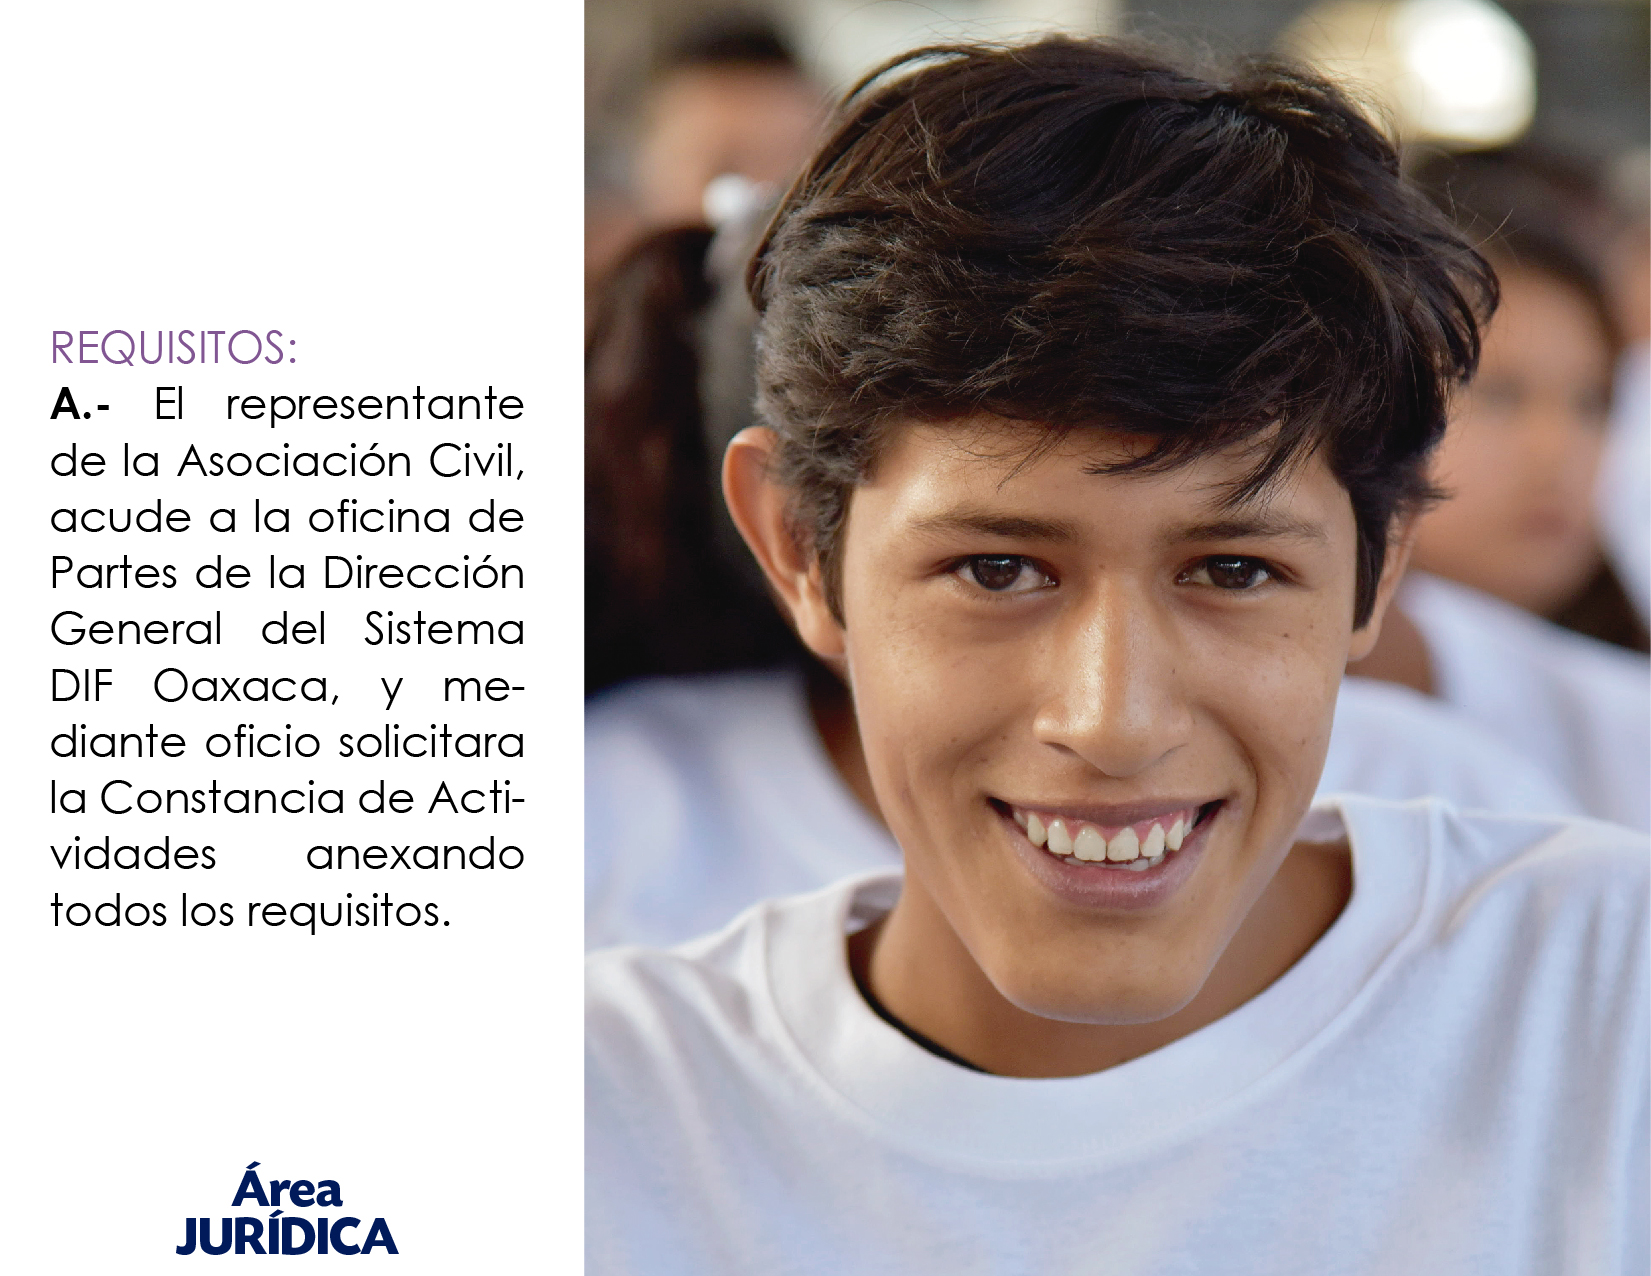 REQUISITOS:
A.- El representante
de la Asociación Civil,
acude a la oficina de
Partes de la Dirección
General del Sistema
DIF Oaxaca, y me-
diante oficio solicitara
la Constancia de Acti-
vidades anexando
todos los requisitos.
Área
JURÍDICA